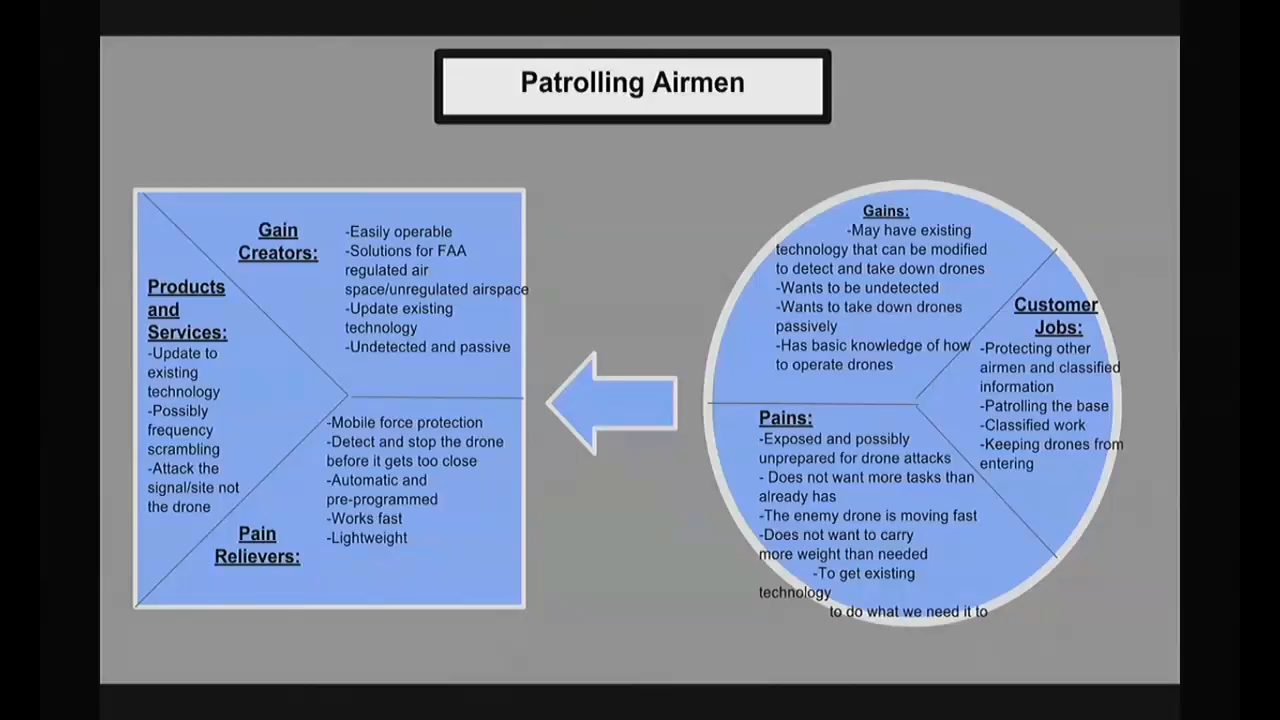 Patrolling Airmen
Gain
Creators:
-Easily operable
-Solutions for FAA
regulated air
space/unregulated airspace
-Update existing
technology
-Undetected and passive
Products
and
Services:
-Update to
existing
technology
-Possibly
frequency
scrambling
-Attack the
signal/site not
the drone
Pain
Relievers:
-Mobile force protection
-Detect and stop the drone
before it gets too close
-Automatic and
pre-programmed
-Works fast
-Lightweight
Gains:
-May have existing
technology that can be modified
to detect and take down drones
-Wants to be undetected
-Wants to take down drones
passively
-Has basic knowledge of how
to operate drones
Customer
Jobs:
-Protecting other
airmen and classified
information
-Patrolling the base
-Classified work
-Keeping drones from
entering
Pains:
-Exposed and possibly
unprepared for drone attacks
- Does not want more tasks than
already has
-The enemy drone is moving fast
-Does not want to carry
more weight than needed
-To get existing
technology
to do what we need it to